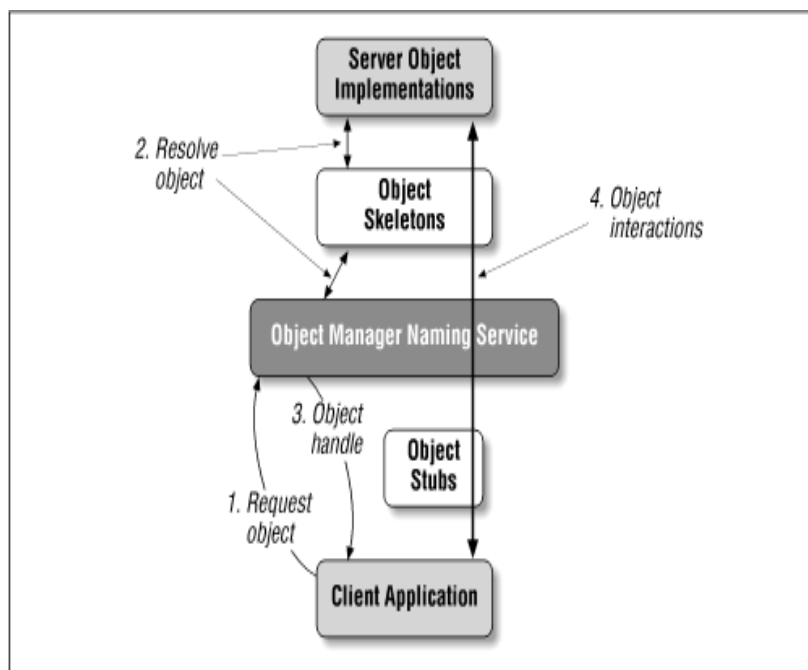 Server Object
Implementations
2. Resolve
object
Object
Skeletons
4. Object
interactions
Object Manager Naming Service
3. Object
handle
Object
Stubs
1. Request
object
Client Application